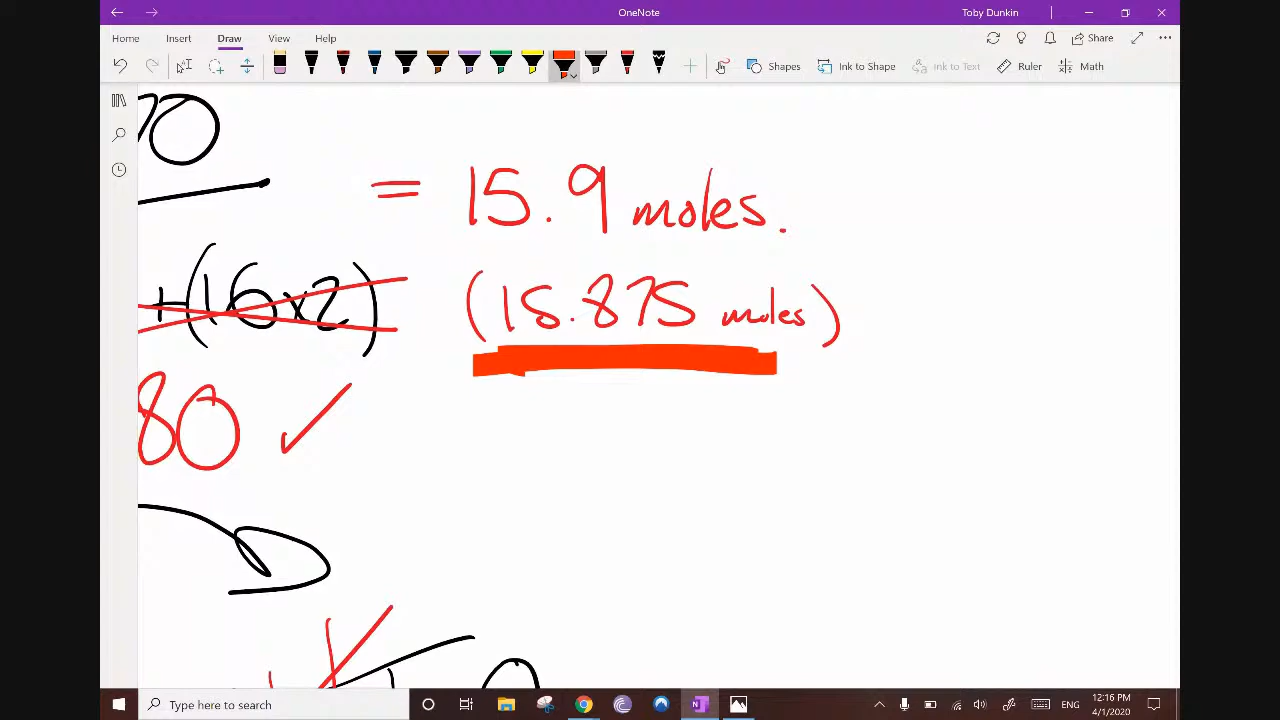 OneNote
Toby Dunkin
Home Insert Draw View Help
Share
Shapes
Ink to Shape
Ink to Text
Ruler
Math
= 15.9 moles.
+(16x2)
(15.875 moles)
80
Type here to search
ENG
12:16 PM
4/1/2020